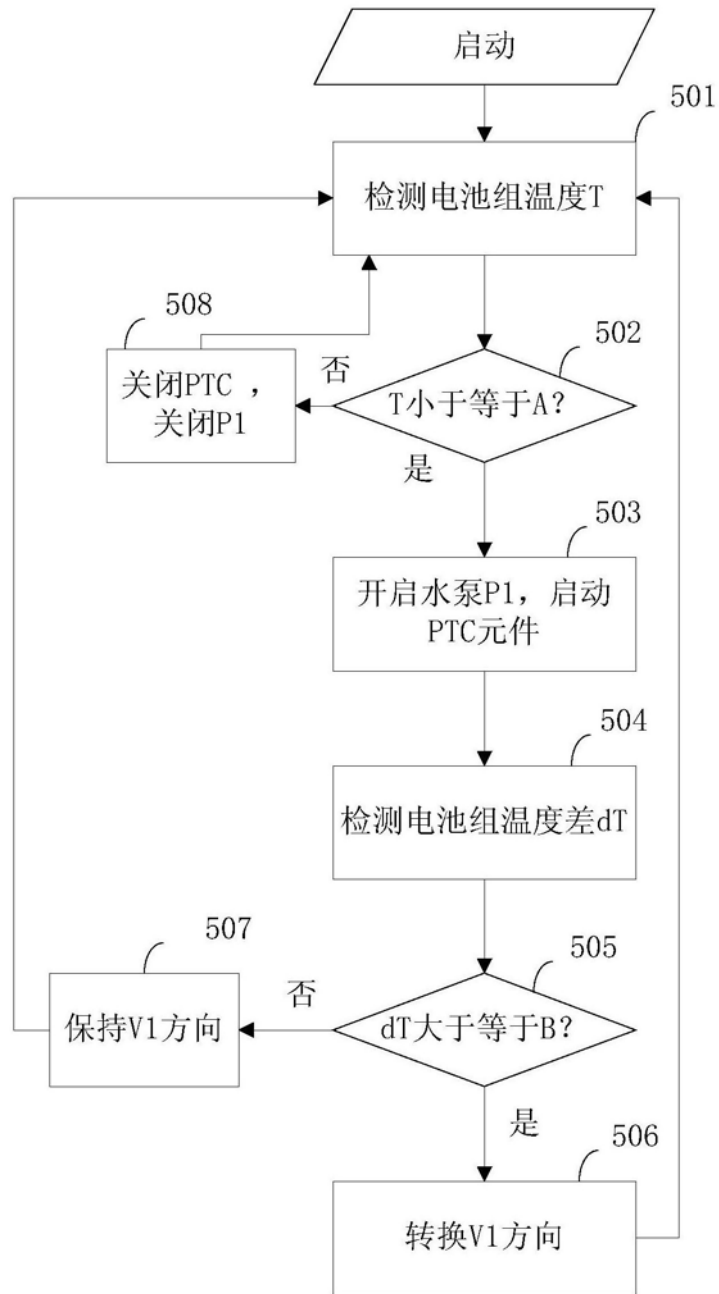 启动
501
检测电池组温度T
508
502
关闭PTC ，
关闭P1
否
T小于等于A?
是
503
开启水泵P1，启动
PTC元件
504
检测电池组温度差dT
507
505
否
保持V1方向
dT大于等于B?
是
506
转换V1方向